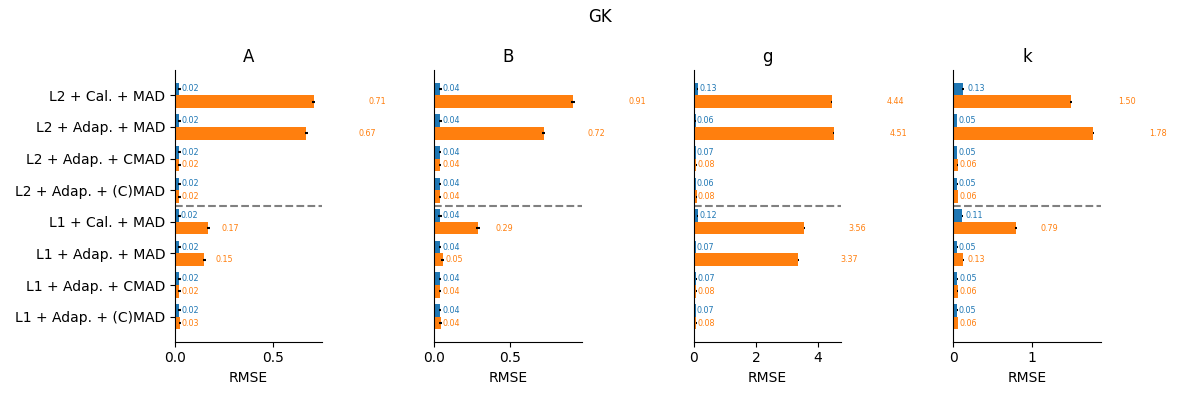 GK
A B g k
L2 + Cal. + MAD 0.02 0.71 0.04 0.91 0.13 4.44 0.13 1.50
L2 + Adap. + MAD 0.02 0.67 0.04 0.72 0.06 4.51 0.05 1.78
L2 + Adap. + CMAD 0.02 0.02 0.04 0.04 0.07 0.08 0.05 0.06
L2 + Adap. + (C)MAD 0.02 0.02 0.04 0.04 0.06 0.08 0.05 0.06
L1 + Cal. + MAD 0.02 0.17 0.04 0.29 0.12 3.56 0.11 0.79
L1 + Adap. + MAD 0.02 0.15 0.04 0.05 0.07 3.37 0.05 0.13
L1 + Adap. + CMAD 0.02 0.02 0.04 0.04 0.07 0.08 0.05 0.06
L1 + Adap. + (C)MAD 0.02 0.03 0.04 0.04 0.07 0.08 0.05 0.06
0.0 0.5 0.0 0.5 0 2 4 0 1
RMSE RMSE RMSE RMSE